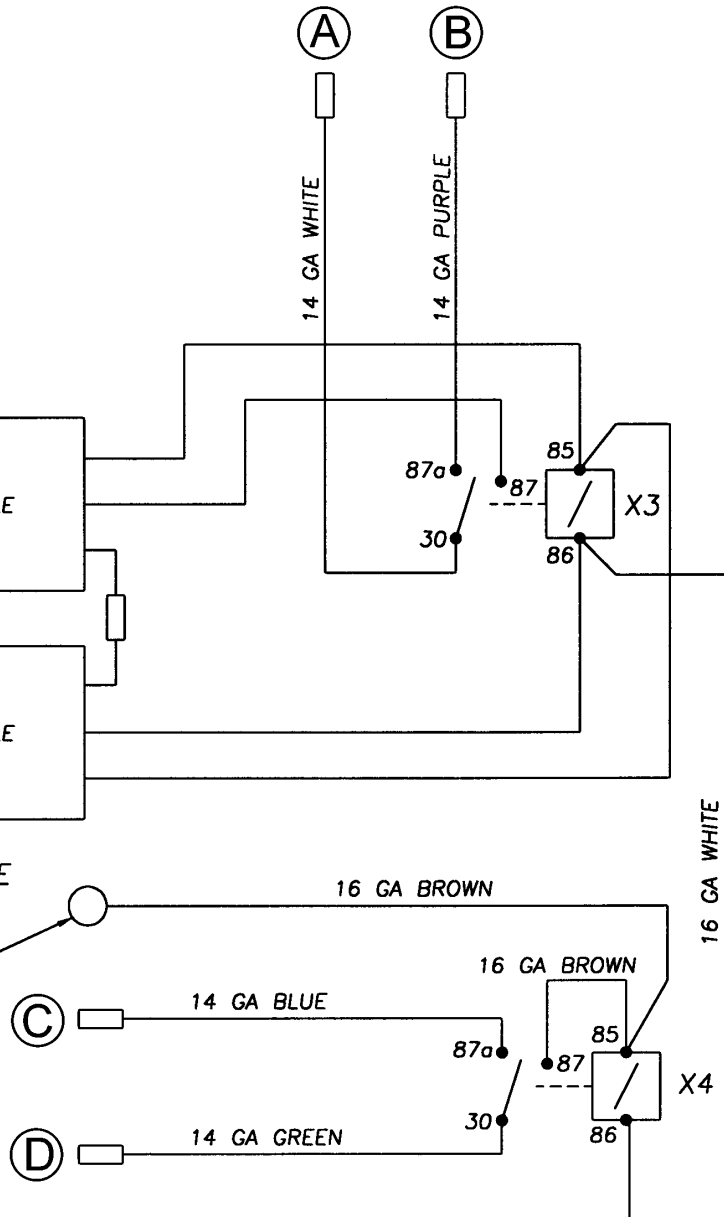 A
B
14 GA WHITE
14 GA PURPLE
87a
87
30
85
86
X3
16 GA WHITE
16 GA BROWN
16 GA BROWN
C
14 GA BLUE
87a
87
30
85
86
X4
D
14 GA GREEN